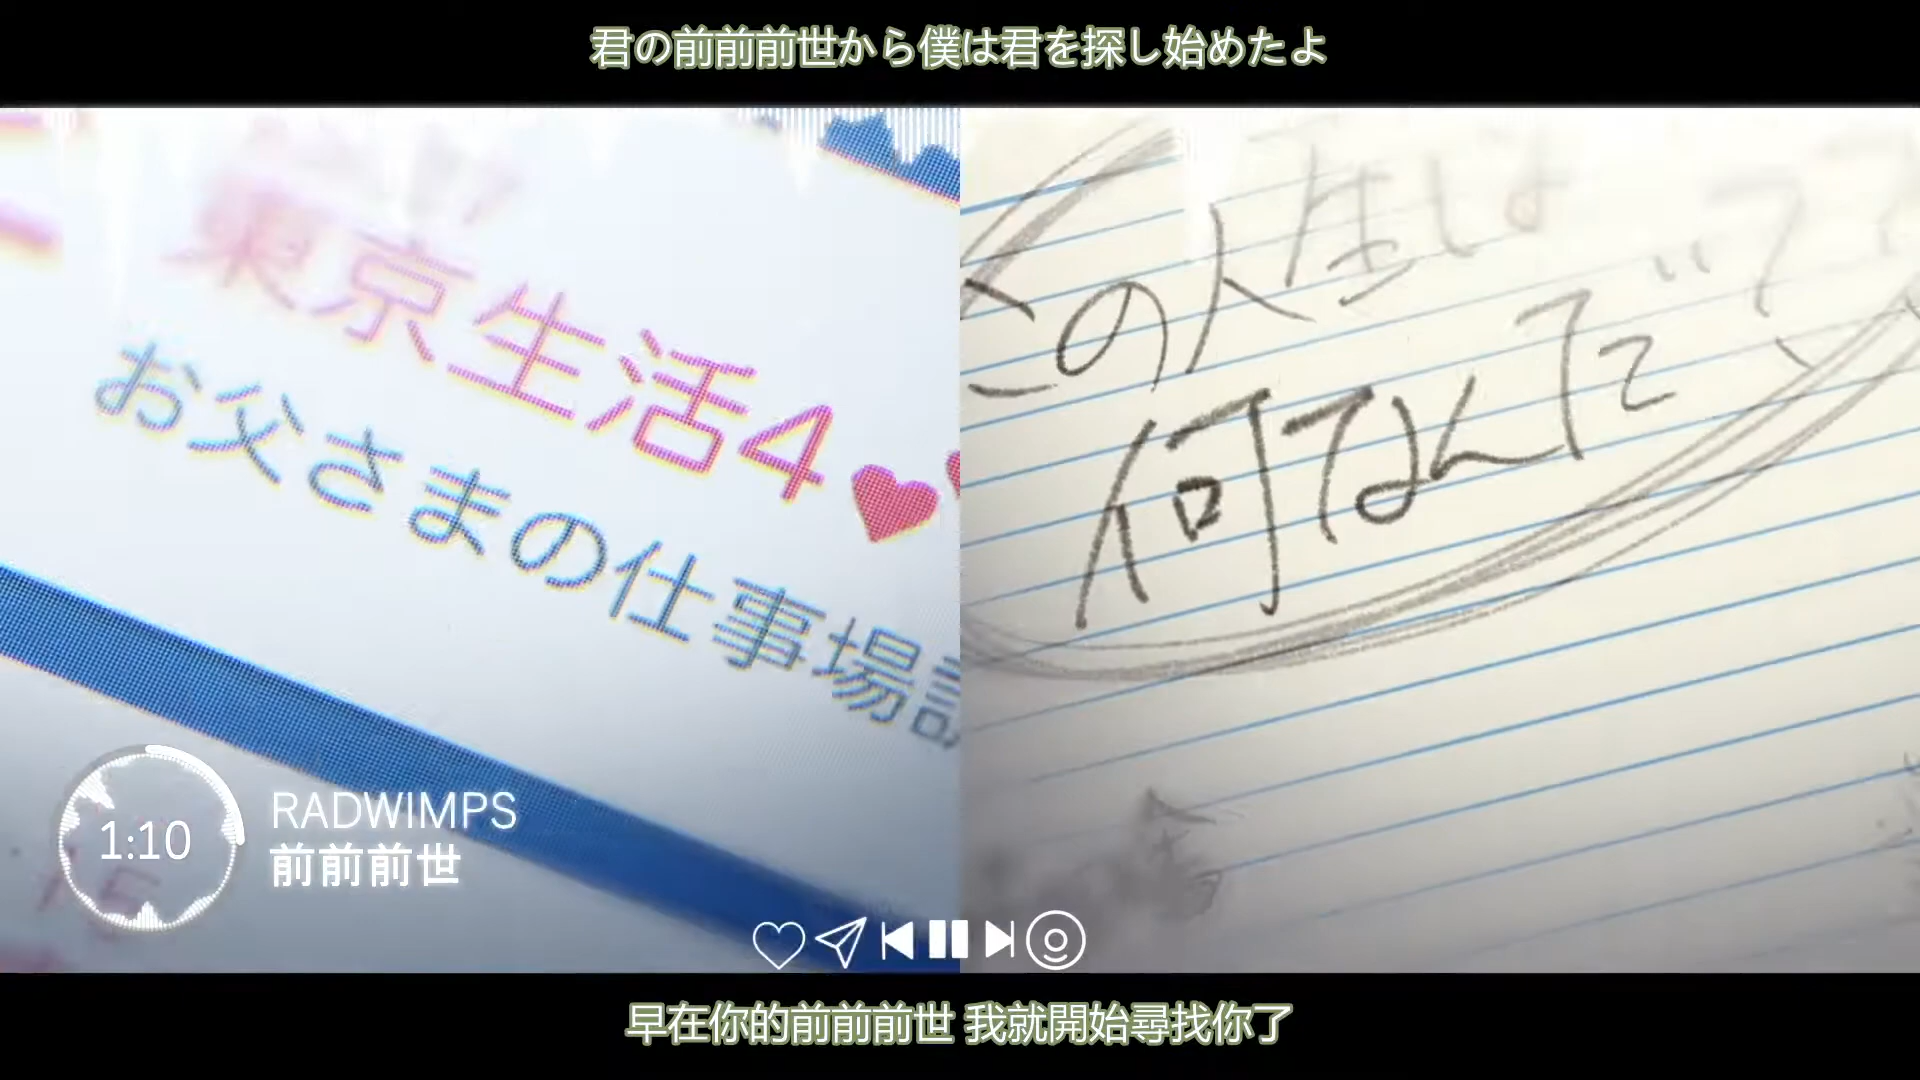 君の前前前世から僕は君を探し始めたよ
東京生活4♥
お父さまの仕事場
この人生は
何なんだ
1:10
RADWIMPS
前前前世
早在你的前前前世 我就開始尋找你了